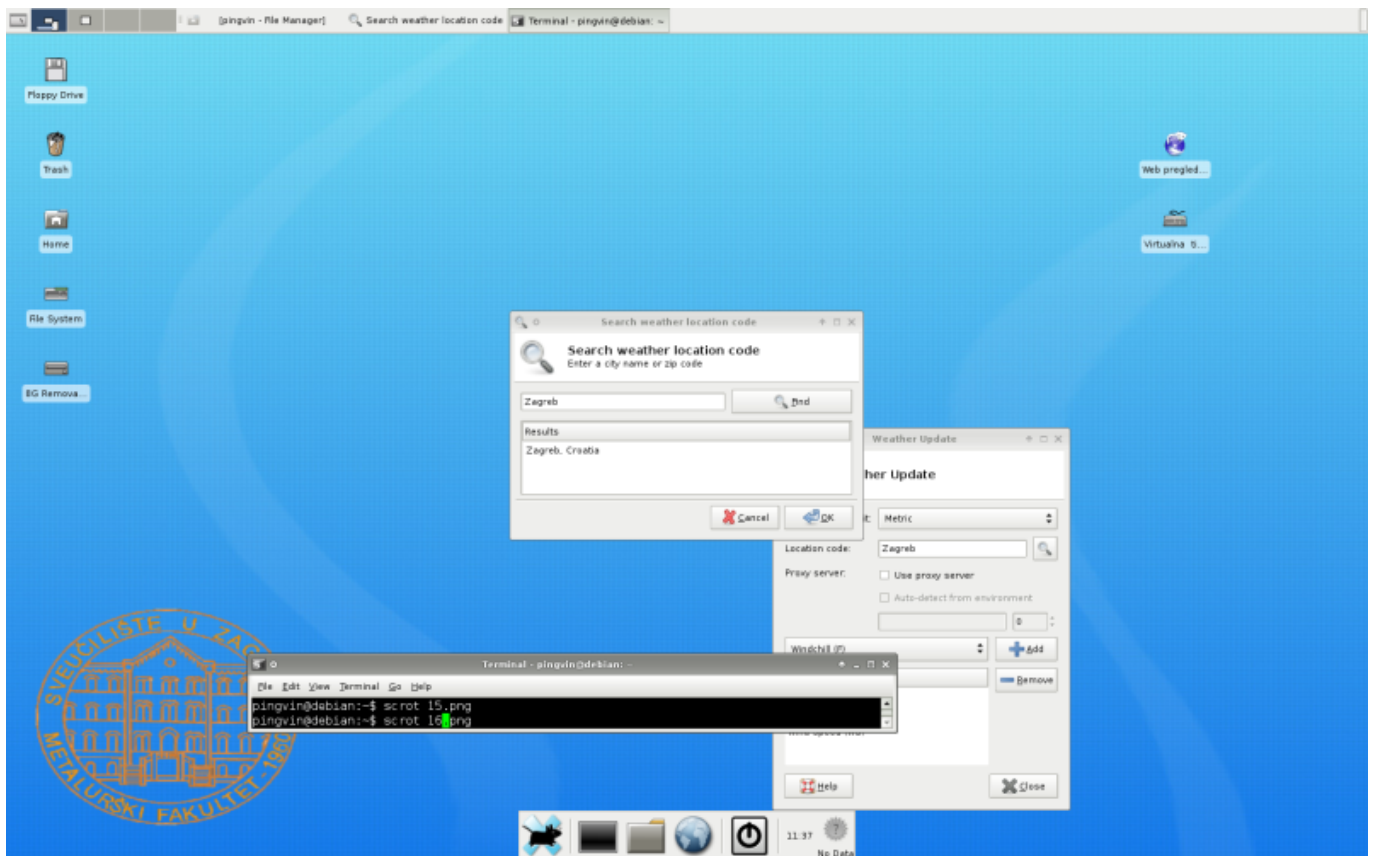 [pingvin - File Manager]
Search weather location code
Terminal - pingvin@debian: ~
Floppy Drive
Trash
Home
File System
8G Remova...
Web pregled...
Virtualna ti...
Search weather location code
Search weather location code
Enter a city name or zip code
Zagreb
Find
Results
Zagreb, Croatia
Cancel
OK
Weather Update
her Update
it:
Metric
Location code:
Zagreb
Proxy server:
Use proxy server
Auto-detect from environment
0
Windchill (F)
Add
Remove
Help
Close
Terminal - pingvin@debian: ~
File Edit View Terminal Go Help
pingvin@debian:~$ scrot 15.png
pingvin@debian:~$ scrot 16.png
SVEUČILIŠTE U ZAG
METALURŠKI FAKULTET-1960
11:37
No Data